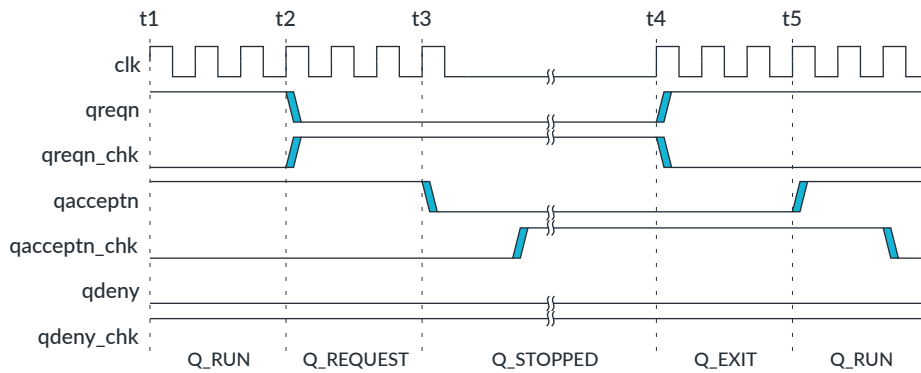 t1 t2 t3 t4 t5
clk
qreqn
qreqn_chk
qacceptn
qacceptn_chk
qdeny
qdeny_chk
Q_RUN Q_REQUEST Q_STOPPED Q_EXIT Q_RUN